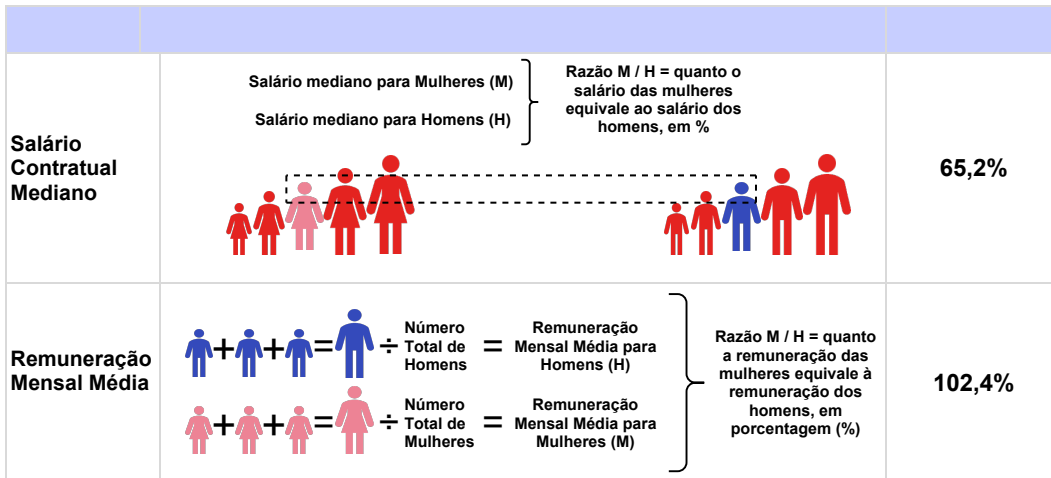 Salário mediano para Mulheres (M)
Salário mediano para Homens (H)
Razão M / H = quanto o
salário das mulheres
equivale ao salário dos
homens, em %
Salário
Contratual
Mediano
65,2%
Remuneração
Mensal Média
+ + = ÷
Número
Total de
Homens
=
Remuneração
Mensal Média para
Homens (H)
+ + = ÷
Número
Total de
Mulheres
=
Remuneração
Mensal Média para
Mulheres (M)
Razão M / H = quanto
a remuneração das
mulheres equivale à
remuneração dos
homens, em
porcentagem (%)
102,4%